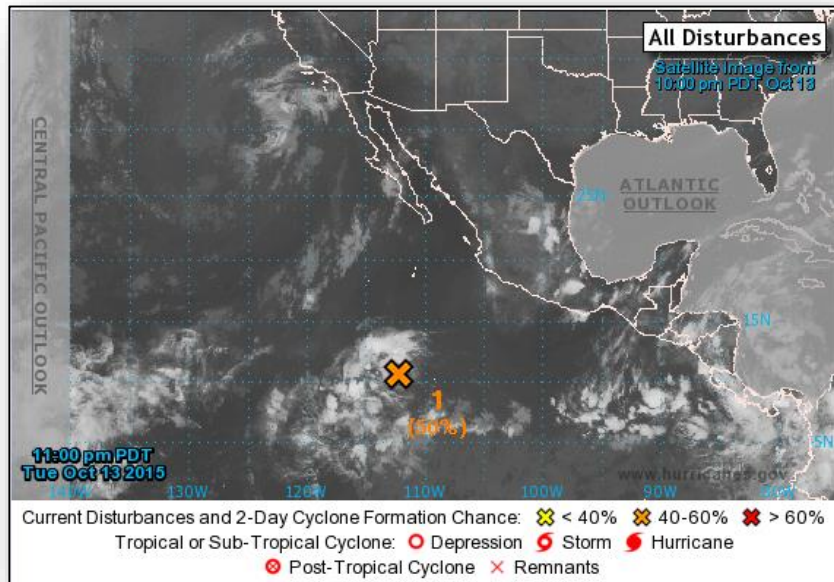 All Disturbances
Satellite Image from
10:00 pm PDT Oct 13
CENTRAL PACIFIC OUTLOOK
ATLANTIC
OUTLOOK
25N
15N
1
(50%)
5N
11:00 pm PDT
Tue Oct 13 2015
www.hurricanes.gov
140W 130W 120W 110W 100W 90W 80W
Current Disturbances and 2-Day Cyclone Formation Chance: < 40% 40-60% > 60%
Tropical or Sub-Tropical Cyclone: Depression Storm Hurricane
Post-Tropical Cyclone Remnants